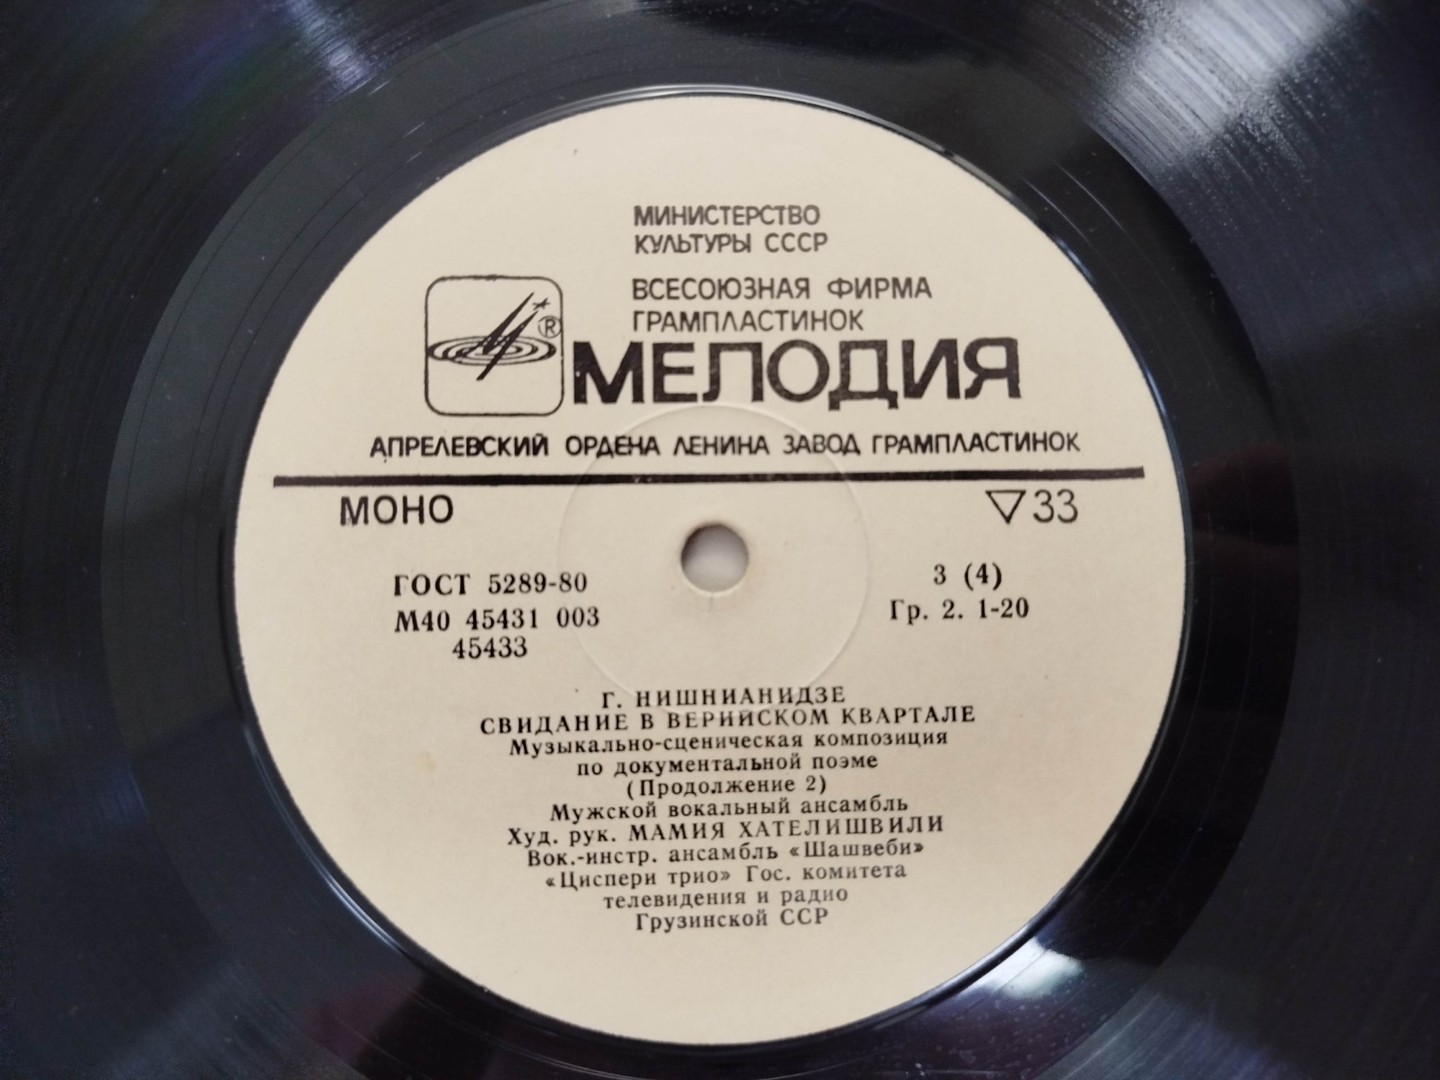 МИНИСТЕРСТВО
КУЛЬТУРЫ СССР
ВСЕСОЮЗНАЯ ФИРМА
ГРАМПЛАСТИНОК
®
МЕЛОДИЯ
АПРЕЛЕВСКИЙ ОРДЕНА ЛЕНИНА ЗАВОД ГРАМПЛАСТИНОК
МОНО ▽33
ГОСТ 5289-80 3 (4)
М40 45431 003 Гр. 2. 1-20
45433
Г. НИШНИАНИДЗЕ
СВИДАНИЕ В ВЕРИЙСКОМ КВАРТАЛЕ
Музыкально-сценическая композиция
по документальной поэме
(Продолжение 2)
Мужской вокальный ансамбль
Худ. рук. МАМИЯ ХАТЕЛИШВИЛИ
Вок.-инстр. ансамбль «Шашвеби»
«Циспери трио» Гос. комитета
телевидения и радио
Грузинской ССР